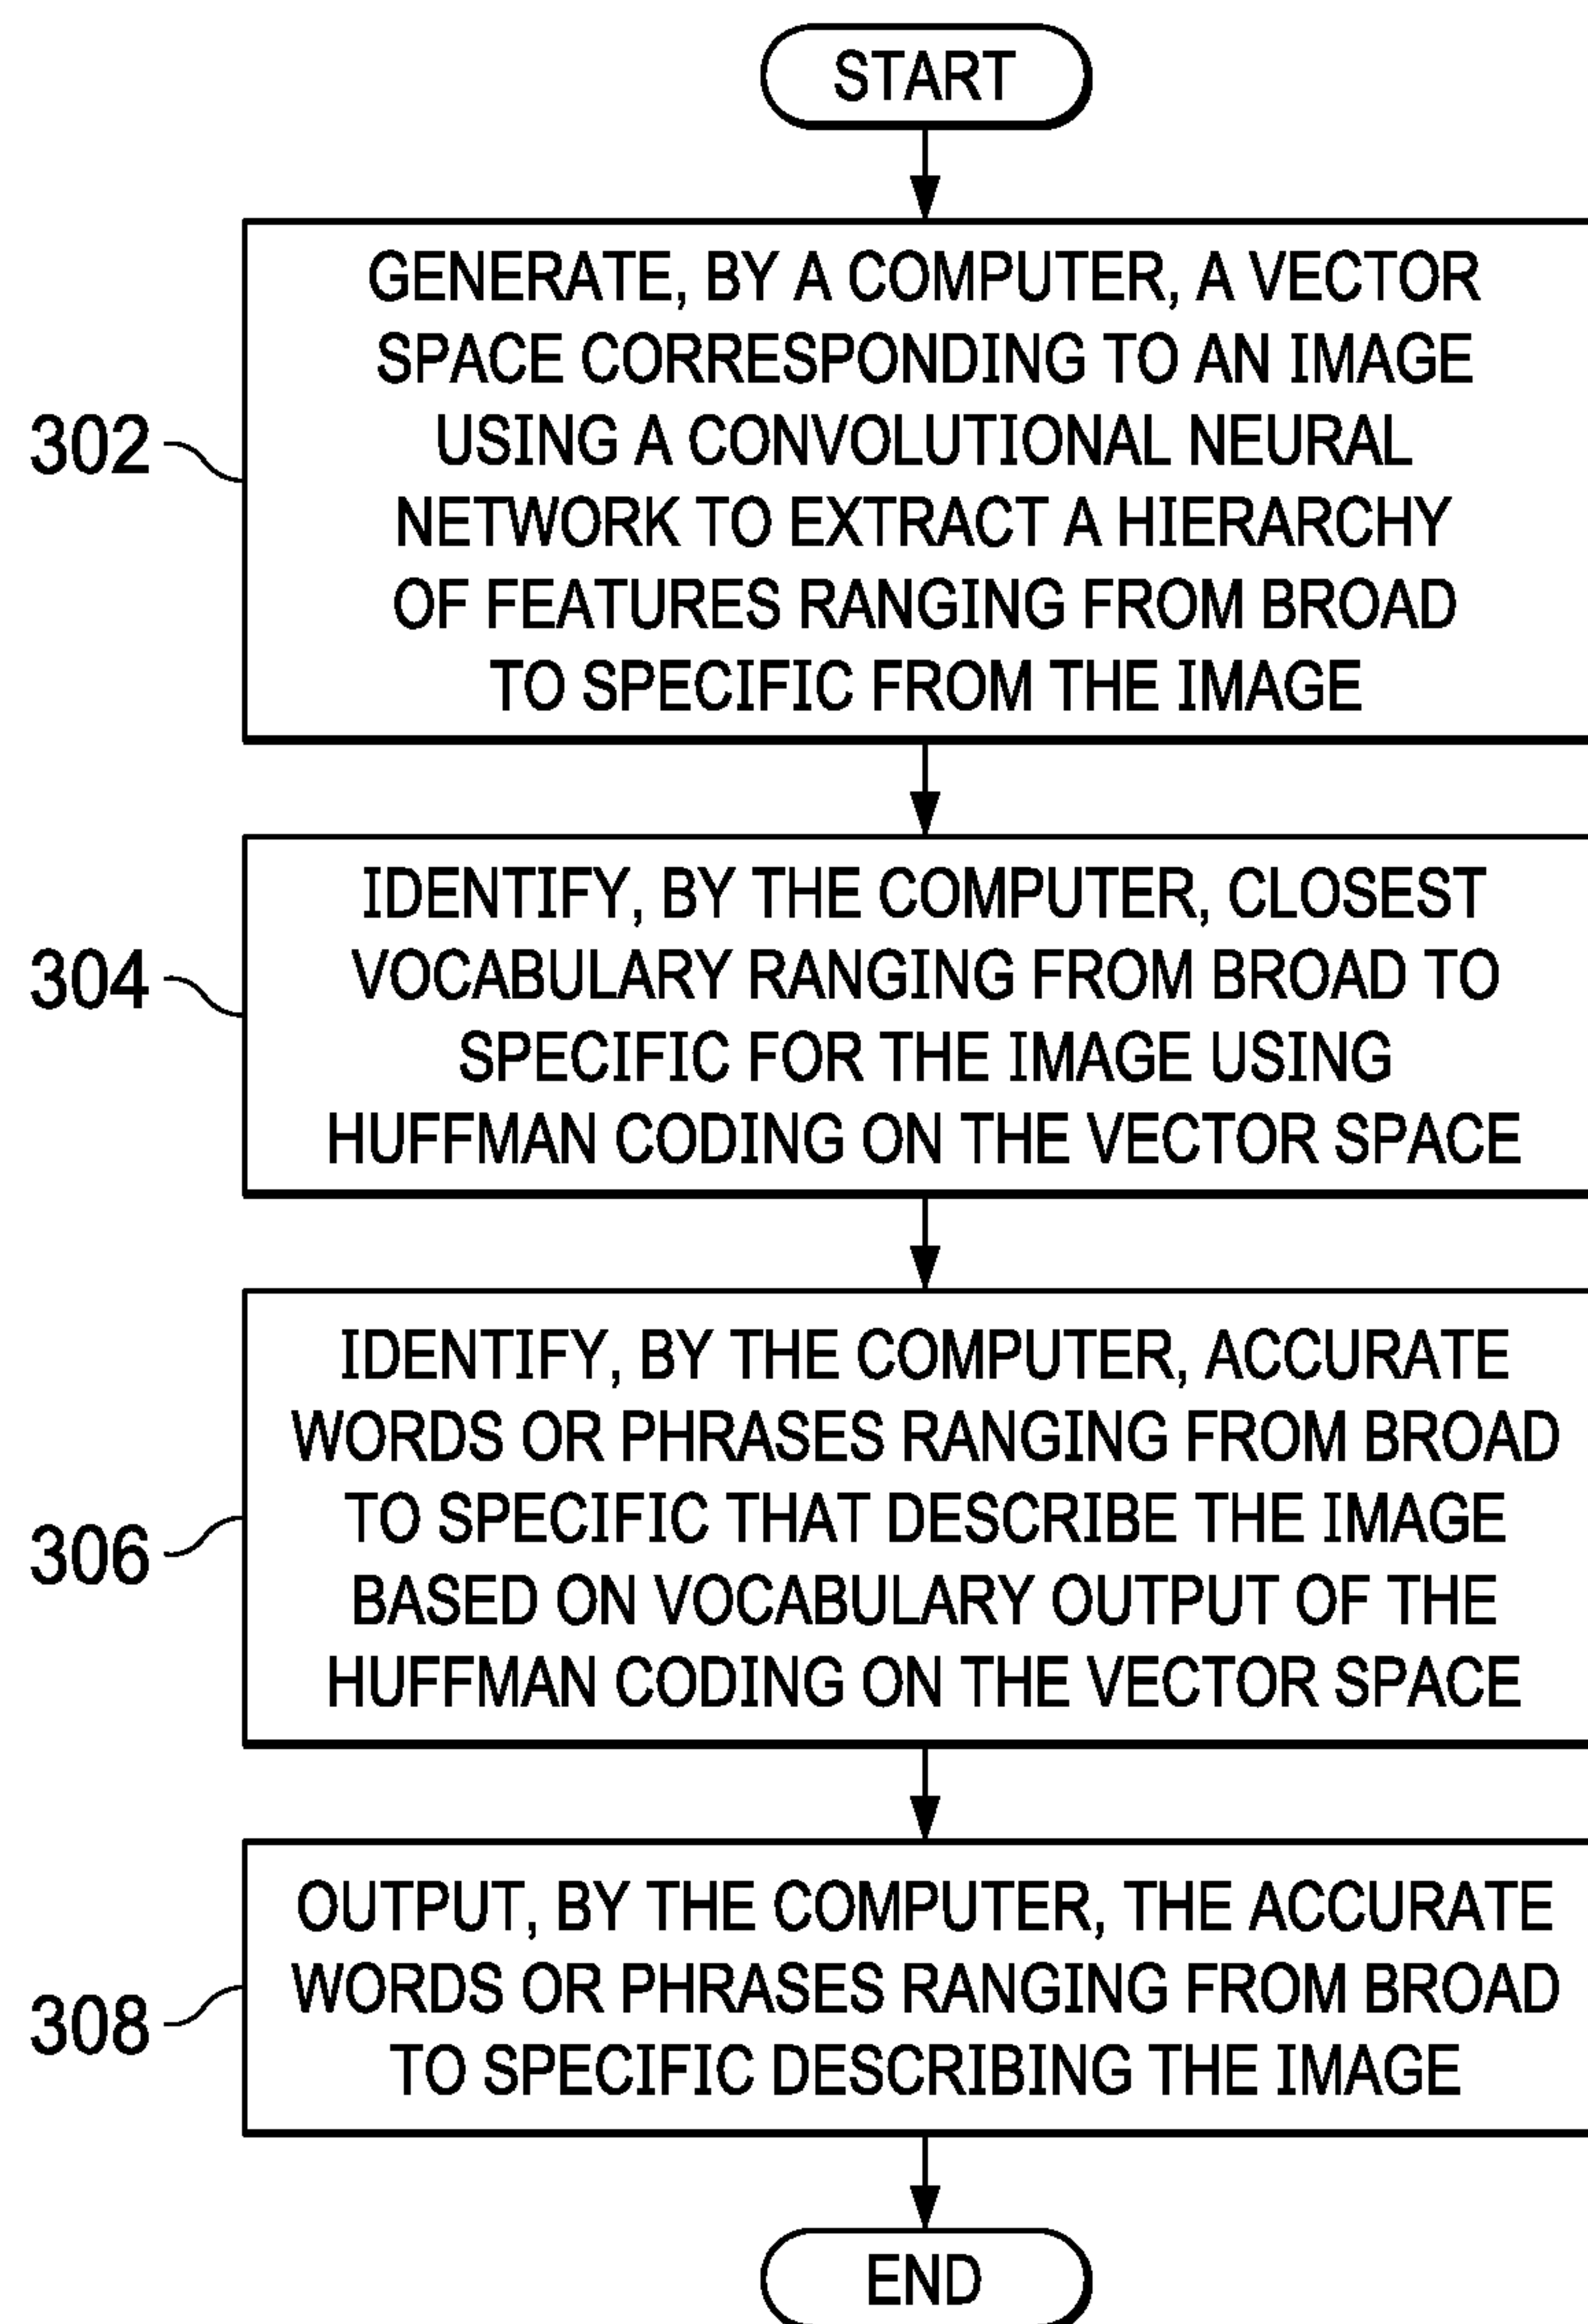 START
GENERATE, BY A COMPUTER, A VECTOR
SPACE CORRESPONDING TO AN IMAGE
USING A CONVOLUTIONAL NEURAL
NETWORK TO EXTRACT A HIERARCHY
OF FEATURES RANGING FROM BROAD
TO SPECIFIC FROM THE IMAGE
302
IDENTIFY, BY THE COMPUTER, CLOSEST
VOCABULARY RANGING FROM BROAD TO
SPECIFIC FOR THE IMAGE USING
HUFFMAN CODING ON THE VECTOR SPACE
304
IDENTIFY, BY THE COMPUTER, ACCURATE
WORDS OR PHRASES RANGING FROM BROAD
TO SPECIFIC THAT DESCRIBE THE IMAGE
BASED ON VOCABULARY OUTPUT OF THE
HUFFMAN CODING ON THE VECTOR SPACE
306
OUTPUT, BY THE COMPUTER, THE ACCURATE
WORDS OR PHRASES RANGING FROM BROAD
TO SPECIFIC DESCRIBING THE IMAGE
308
END